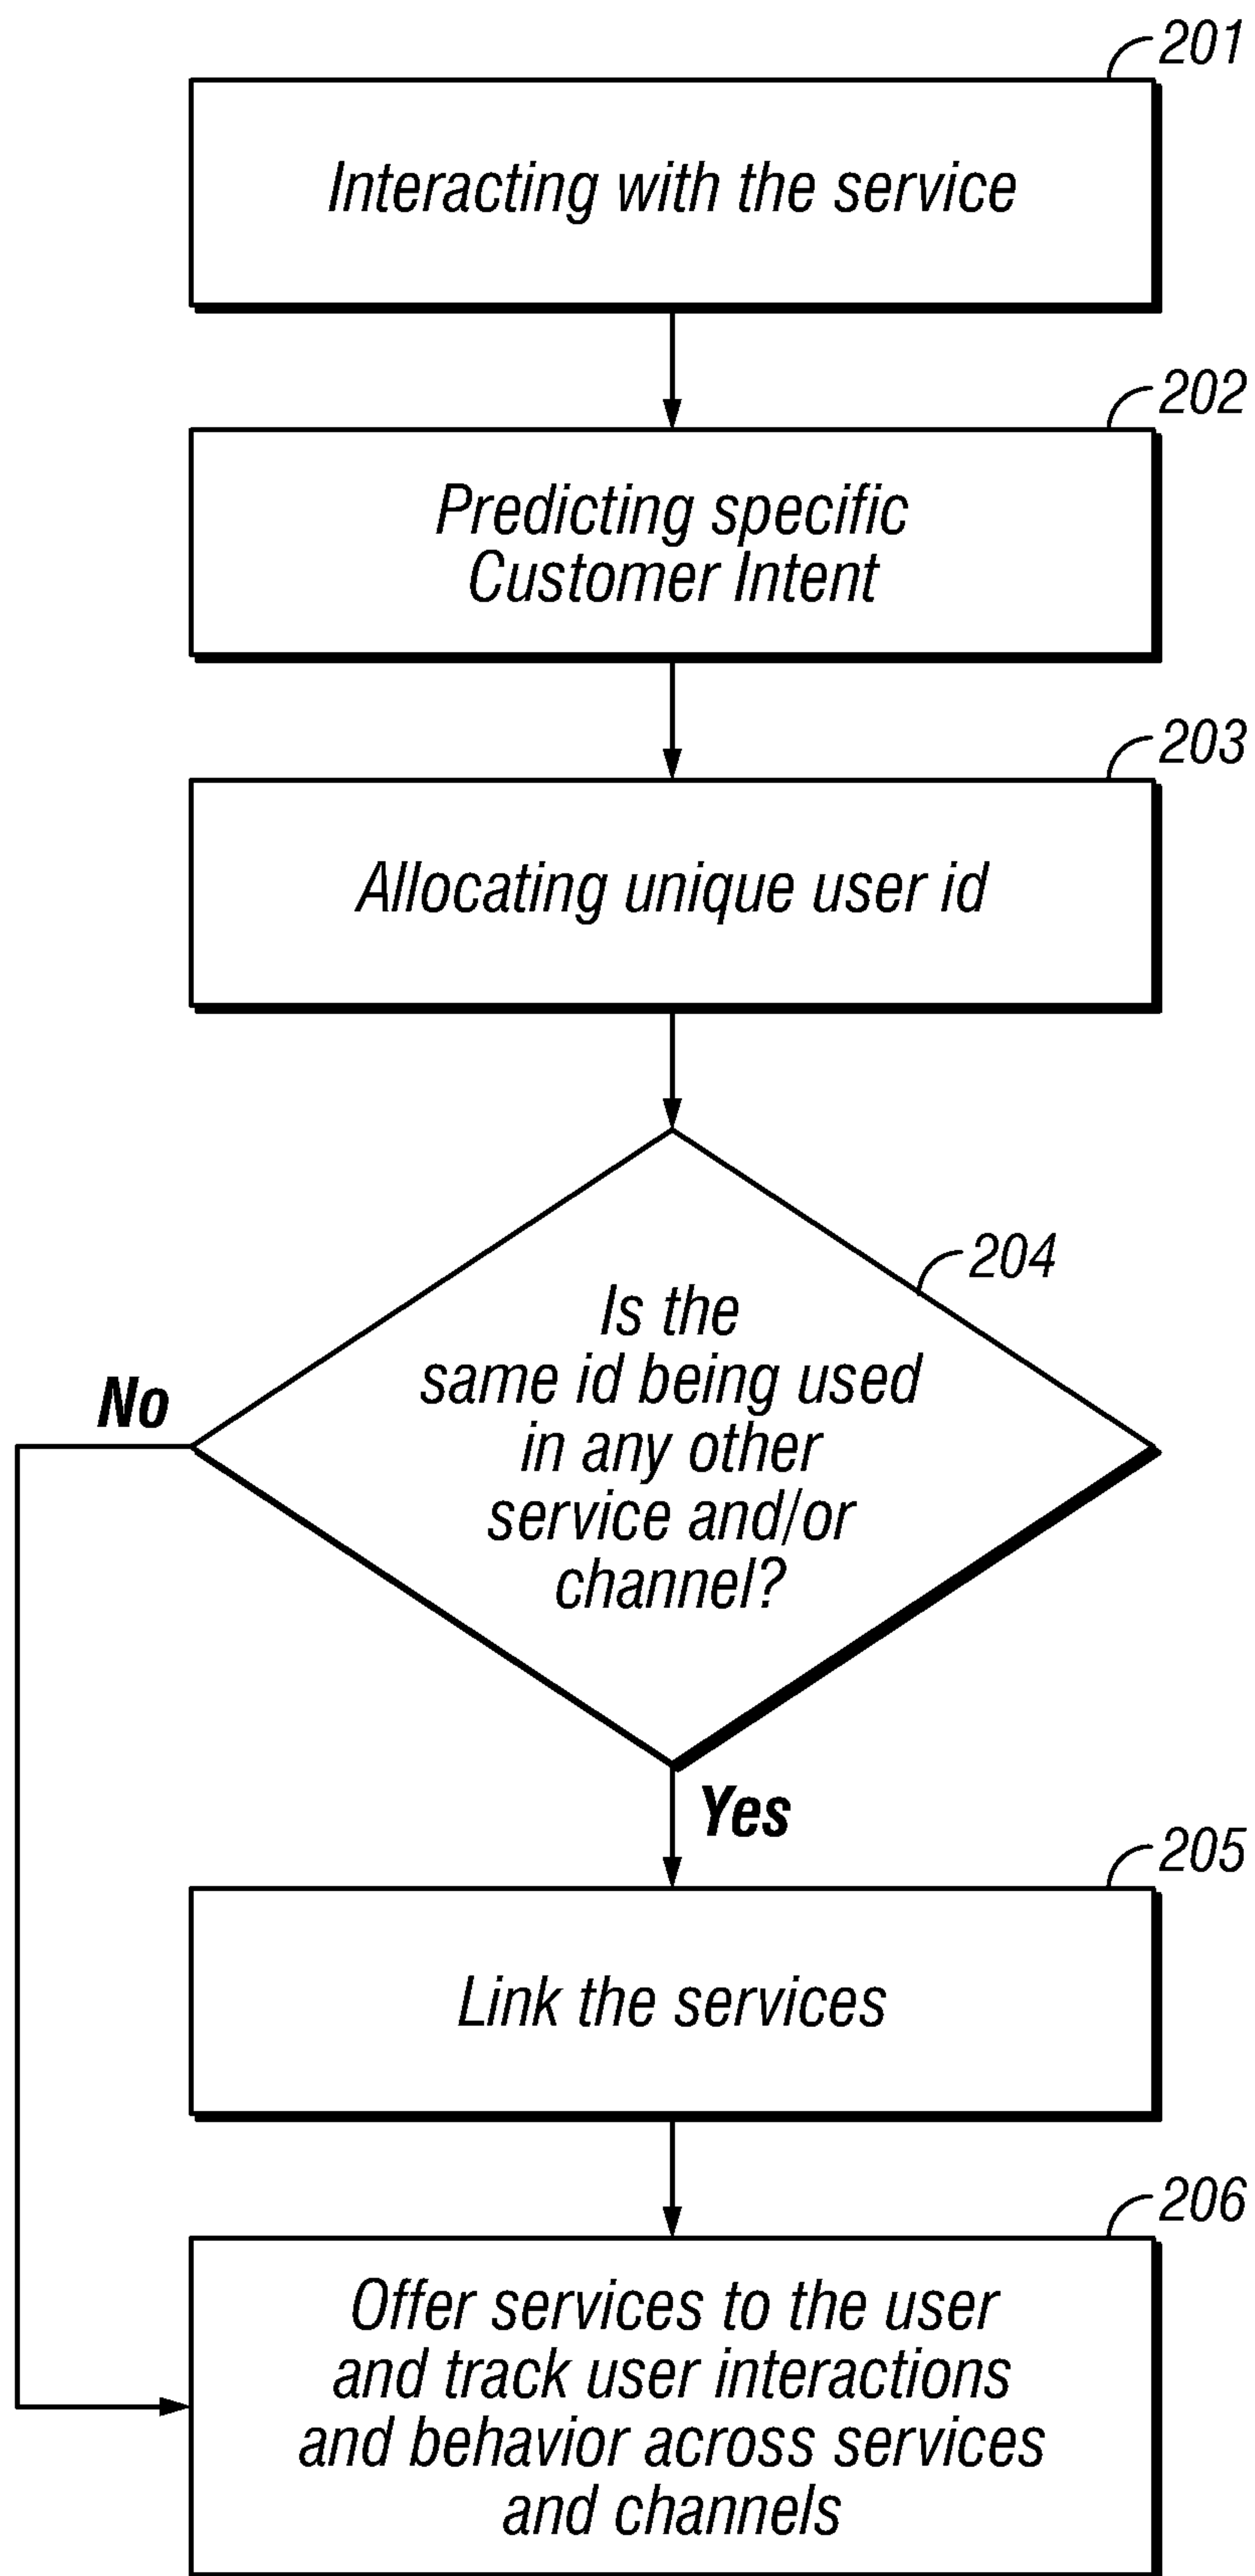 201
Interacting with the service
202
Predicting specific
Customer Intent
203
Allocating unique user id
204
Is the
same id being used
in any other
service and/or
channel?
No
Yes
205
Link the services
206
Offer services to the user
and track user interactions
and behavior across services
and channels